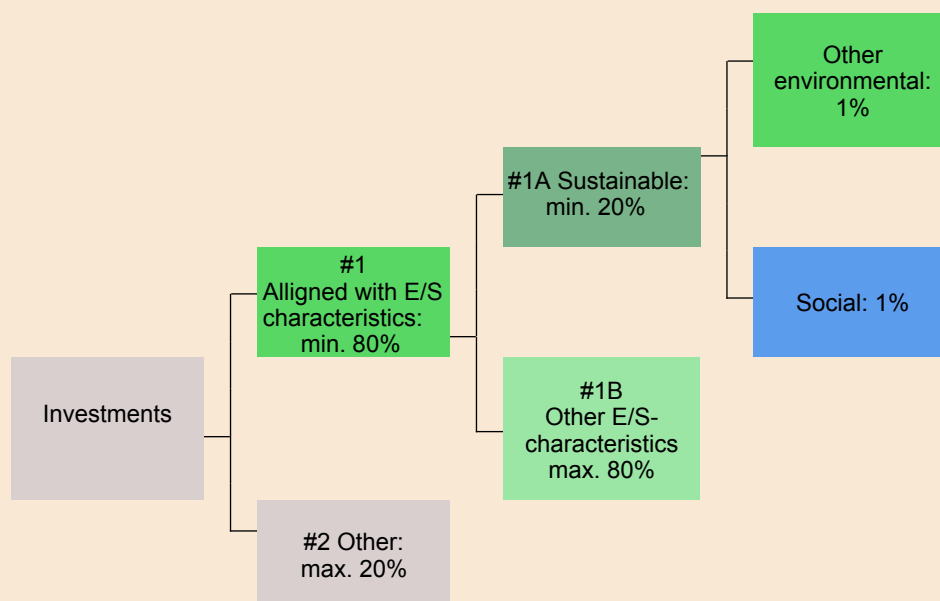 Other
environmental:
1%
#1A Sustainable:
min. 20%
#1
Alligned with E/S
characteristics:
min. 80%
Social: 1%
#1B
Other E/S-
characteristics
max. 80%
Investments
#2 Other:
max. 20%